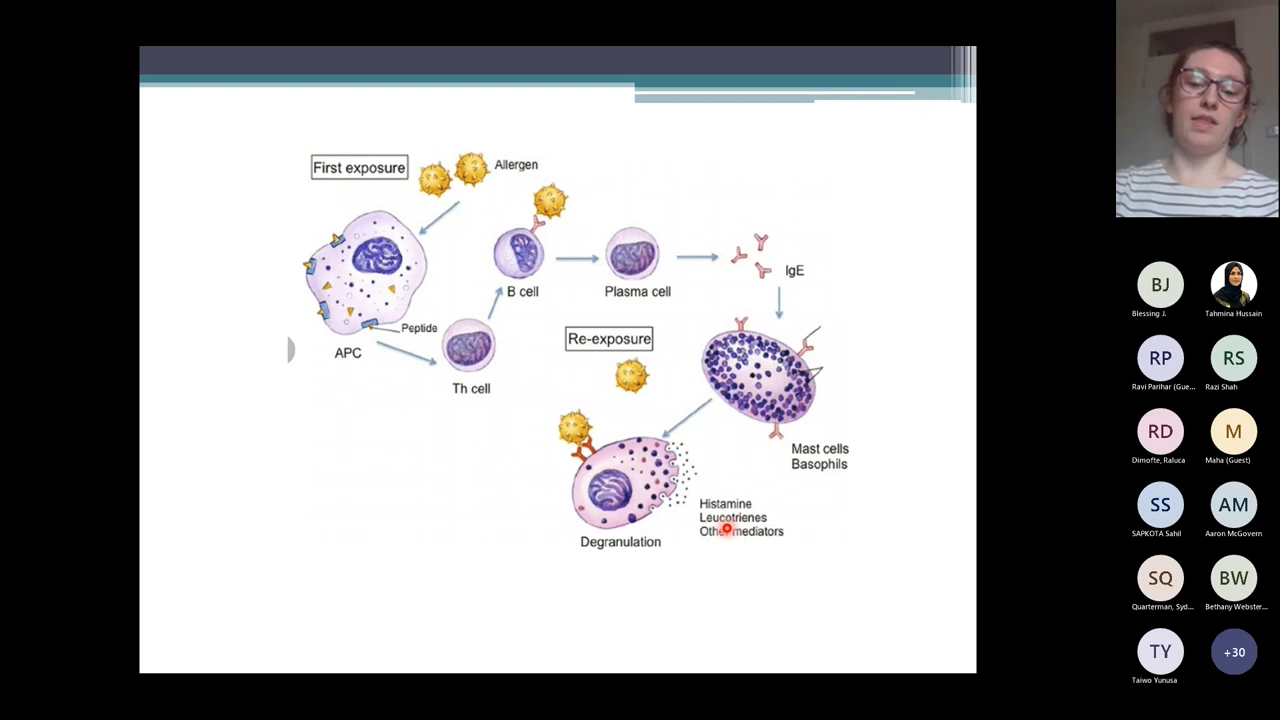 First exposure
Allergen
B cell
Plasma cell
IgE
Peptide
APC
Th cell
Re-exposure
Mast cells
Basophils
Histamine
Leucotrienes
Other mediators
Degranulation
BJ
Blessing J.
Tahmina Hussain
RP
Ravi Parihar (Gue...
RS
Razi Shah
RD
Dimofte, Raluca
M
Maha (Guest)
SS
SAPKOTA Sahil
AM
Aaron McGovern
SQ
Quarterman, Syd...
BW
Bethany Webster...
TY
Taiwo Yunusa
+30